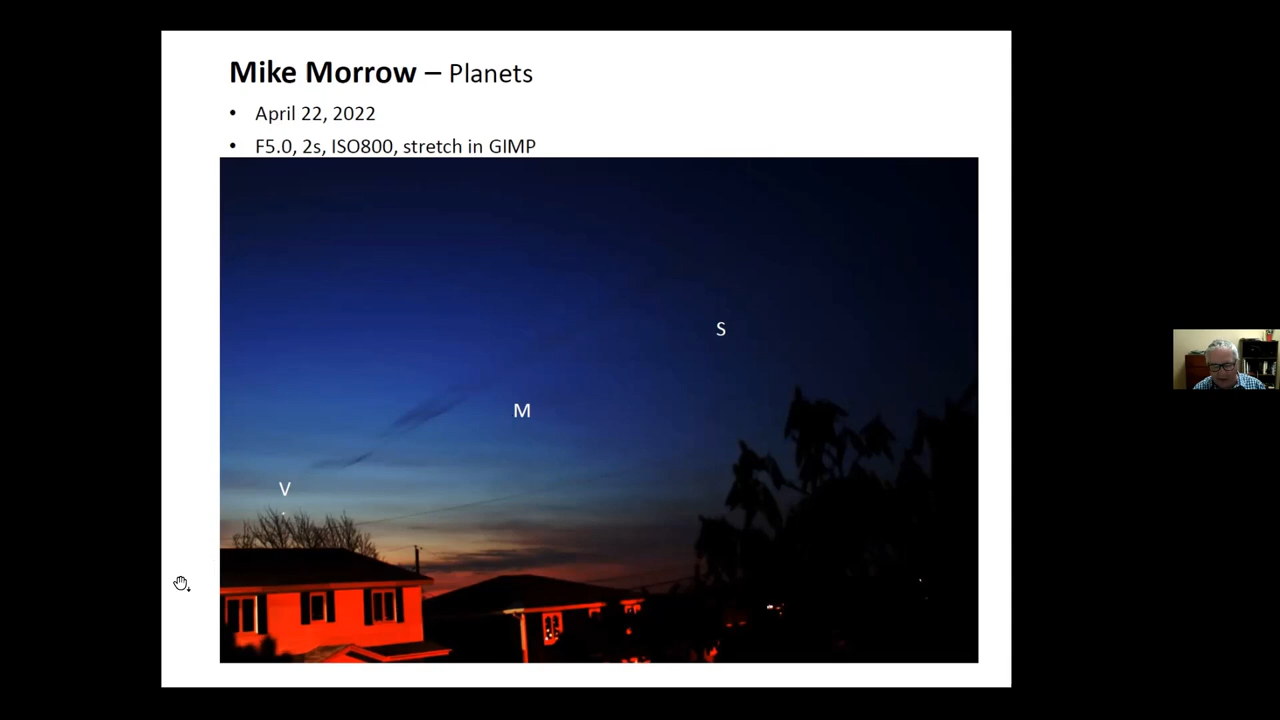 Mike Morrow – Planets
• April 22, 2022
• F5.0, 2s, ISO800, stretch in GIMP
S
M
V